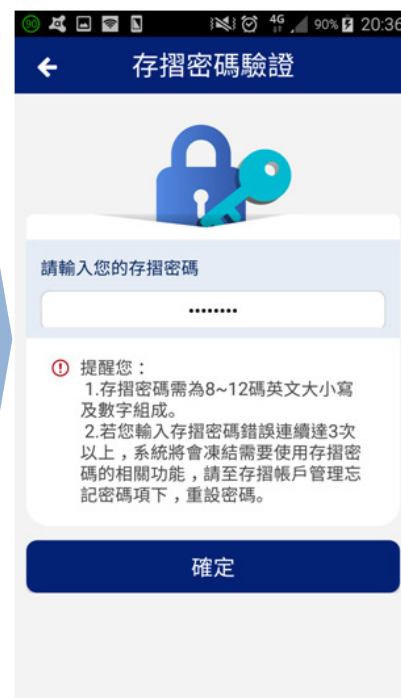 90
4G
90%
20:36
存摺密碼驗證
請輸入您的存摺密碼
••••••••
提醒您：
1.存摺密碼需為8~12碼英文大小寫
及數字組成。
2.若您輸入存摺密碼錯誤連續達3次
以上，系統將會凍結需要使用存摺密
碼的相關功能，請至存摺帳戶管理忘
記密碼項下，重設密碼。
確定